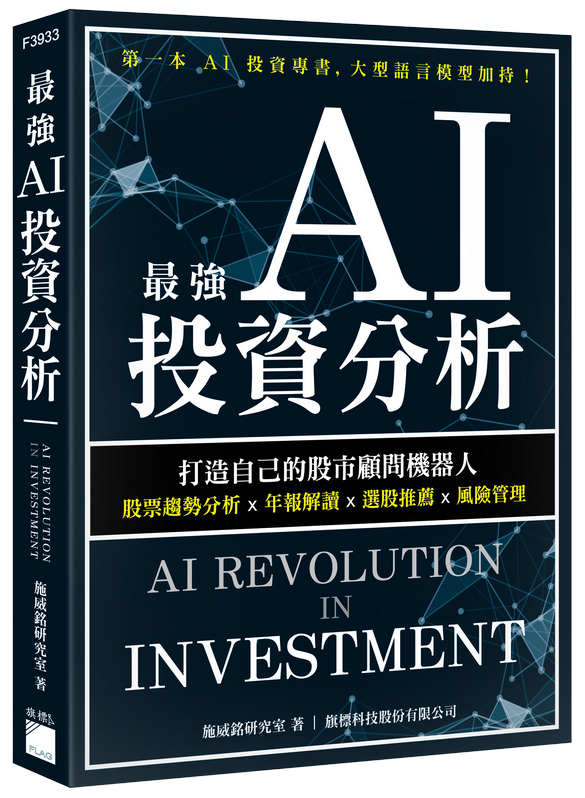 F3933
最強AI投資分析
AI REVOLUTION
IN INVESTMENT
施威銘研究室 著
旗標
FLAG
第一本 AI 投資專書, 大型語言模型加持！
最強 AI
投資分析
打造自己的股市顧問機器人
股票趨勢分析 x 年報解讀 x 選股推薦 x 風險管理
AI REVOLUTION
IN
INVESTMENT
施威銘研究室 著 | 旗標科技股份有限公司